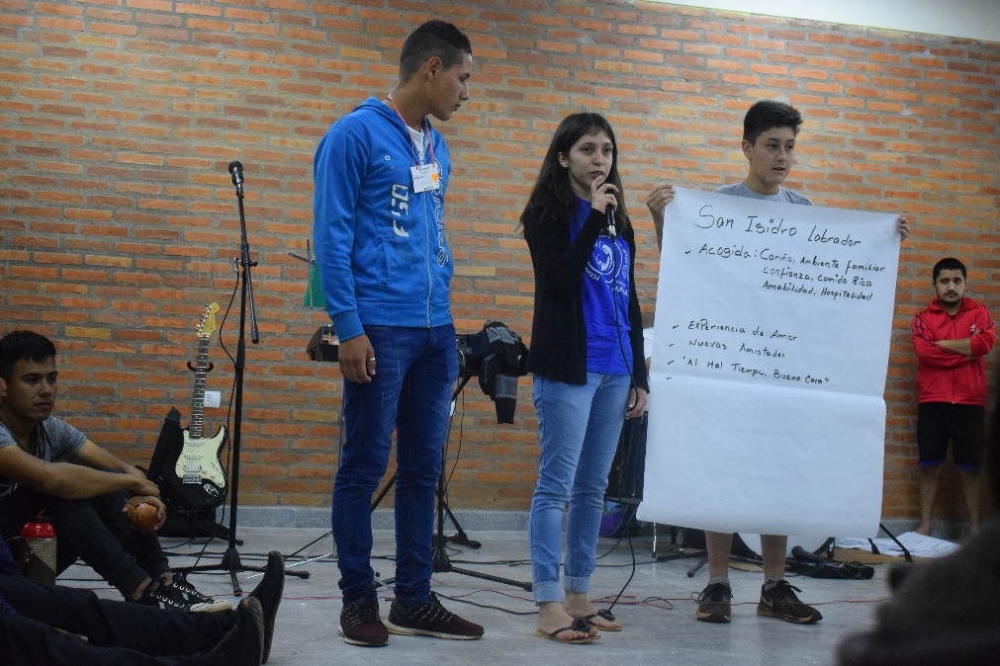 San Isidro Labrador
✓ Acogida: Cariño, Ambiente familiar
confianza, Comida Rica
Amabilidad, Hospitalidad
✓ ExPeriencia de Amor
✓ Nuevas Amistades
✓ "Al Mal Tiempo, Buena Cara"
✓